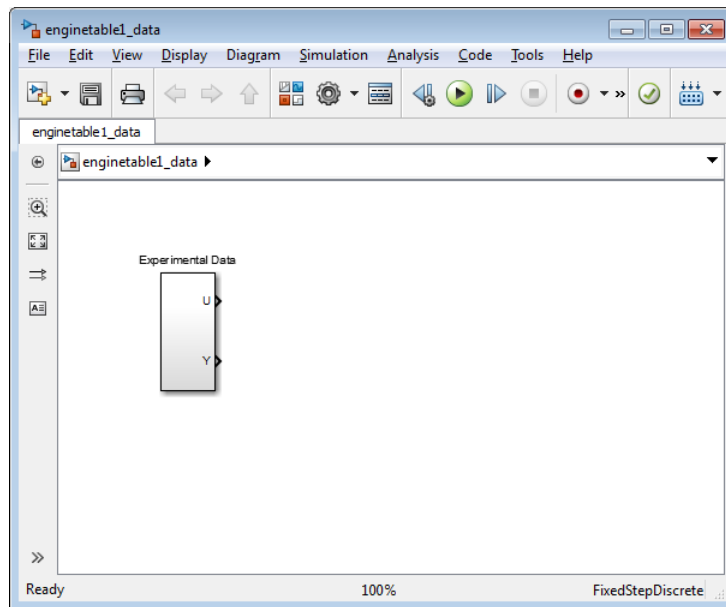 enginetable1_data
File Edit View Display Diagram Simulation Analysis Code Tools Help
»
enginetable1_data
enginetable1_data
Experimental Data
U
Y
A
»
Ready 100% FixedStepDiscrete